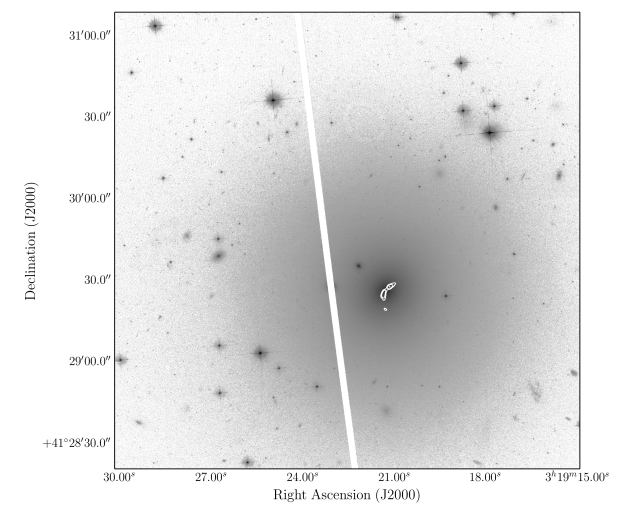 31′00.0″
30.0″
30′00.0″
30.0″
29′00.0″
+41°28′30.0″
Declination (J2000)
30.00ˢ 27.00ˢ 24.00ˢ 21.00ˢ 18.00ˢ 3ʰ19ᵐ15.00ˢ
Right Ascension (J2000)